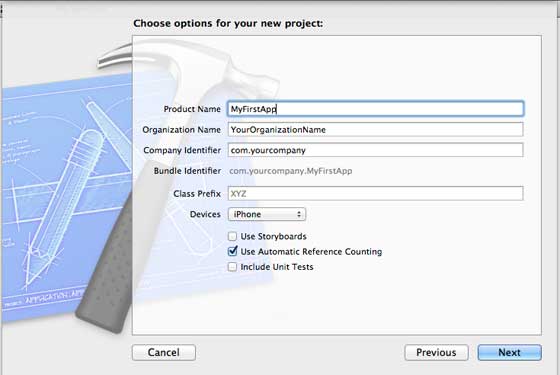 Choose options for your new project:
Product Name MyFirstApp
Organization Name YourOrganizationName
Company Identifier com.yourcompany
Bundle Identifier com.yourcompany.MyFirstApp
Class Prefix XYZ
Devices iPhone
Use Storyboards
Use Automatic Reference Counting
Include Unit Tests
Cancel Previous Next